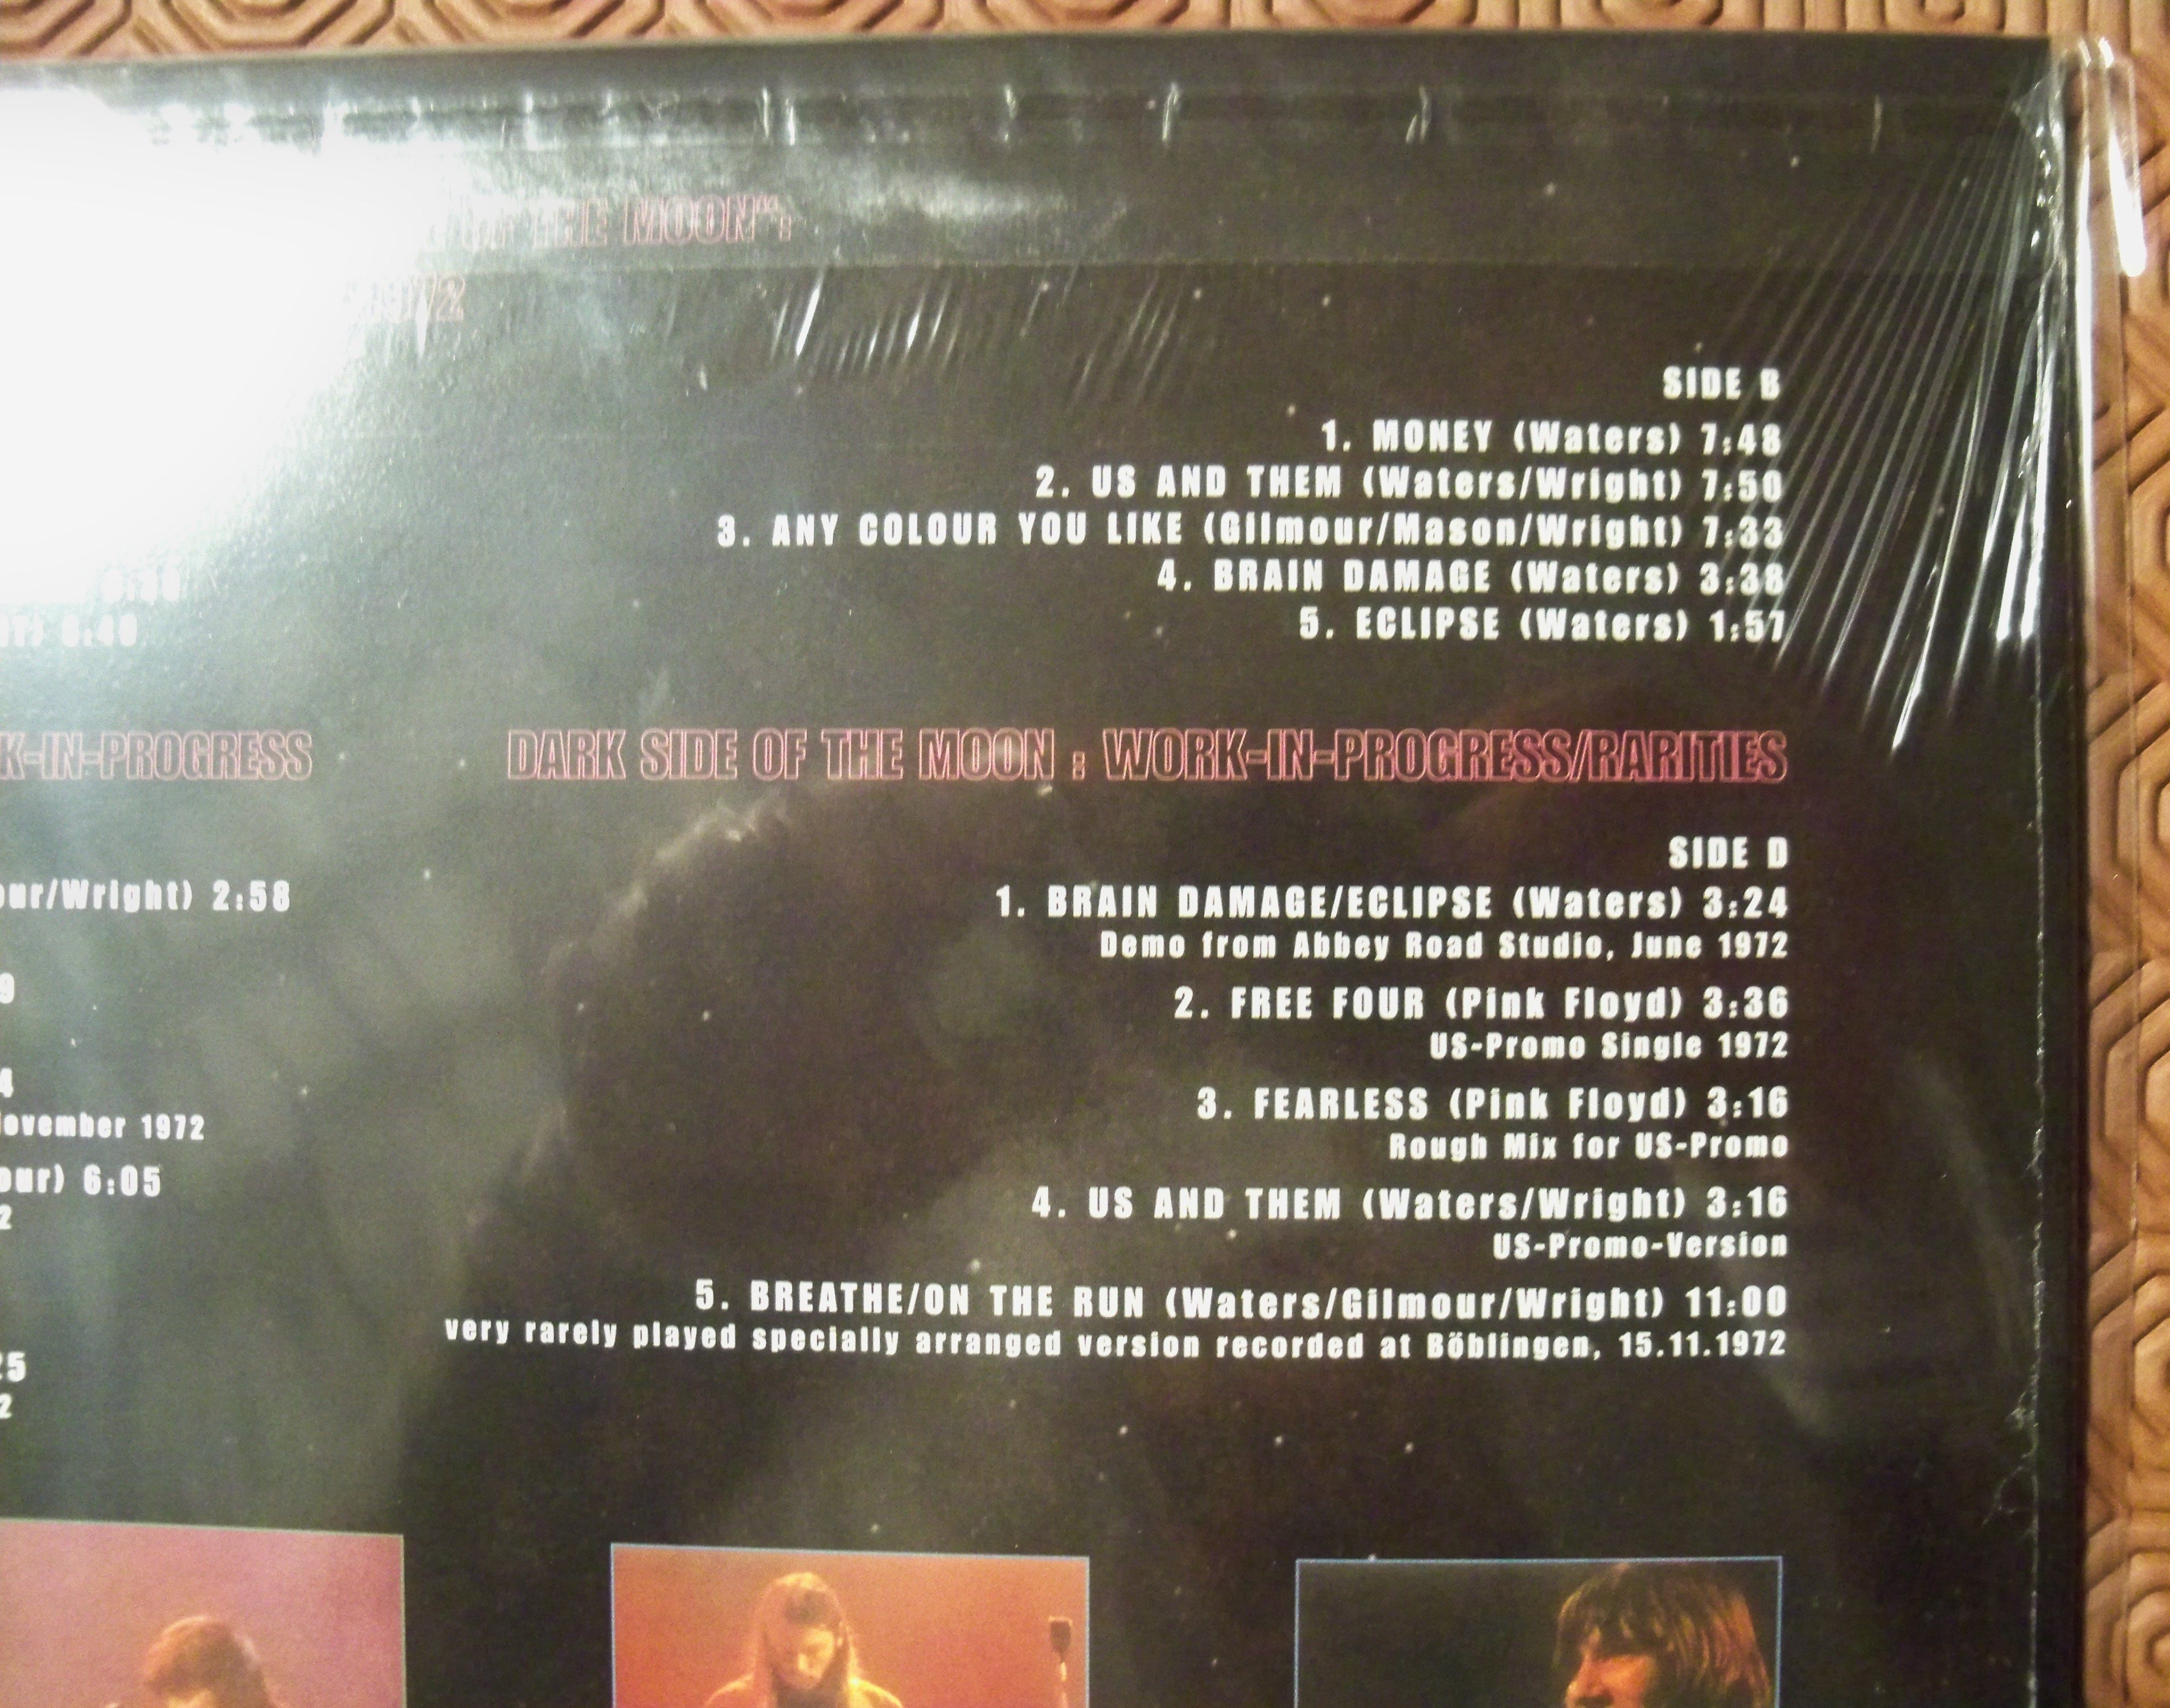 OF THE MOON":
SIDE B
1. MONEY (Waters) 7:48
2. US AND THEM (Waters/Wright) 7:50
3. ANY COLOUR YOU LIKE (Gilmour/Mason/Wright) 7:33
4. BRAIN DAMAGE (Waters) 3:38
5. ECLIPSE (Waters) 1:57
K-IN-PROGRESS
our/Wright) 2:58
9
4
November 1972
our) 6:05
2
25
2
DARK SIDE OF THE MOON : WORK-IN-PROGRESS/RARITIES
SIDE D
1. BRAIN DAMAGE/ECLIPSE (Waters) 3:24
Demo from Abbey Road Studio, June 1972
2. FREE FOUR (Pink Floyd) 3:36
US-Promo Single 1972
3. FEARLESS (Pink Floyd) 3:16
Rough Mix for US-Promo
4. US AND THEM (Waters/Wright) 3:16
US-Promo-Version
5. BREATHE/ON THE RUN (Waters/Gilmour/Wright) 11:00
very rarely played specially arranged version recorded at Böblingen, 15.11.1972